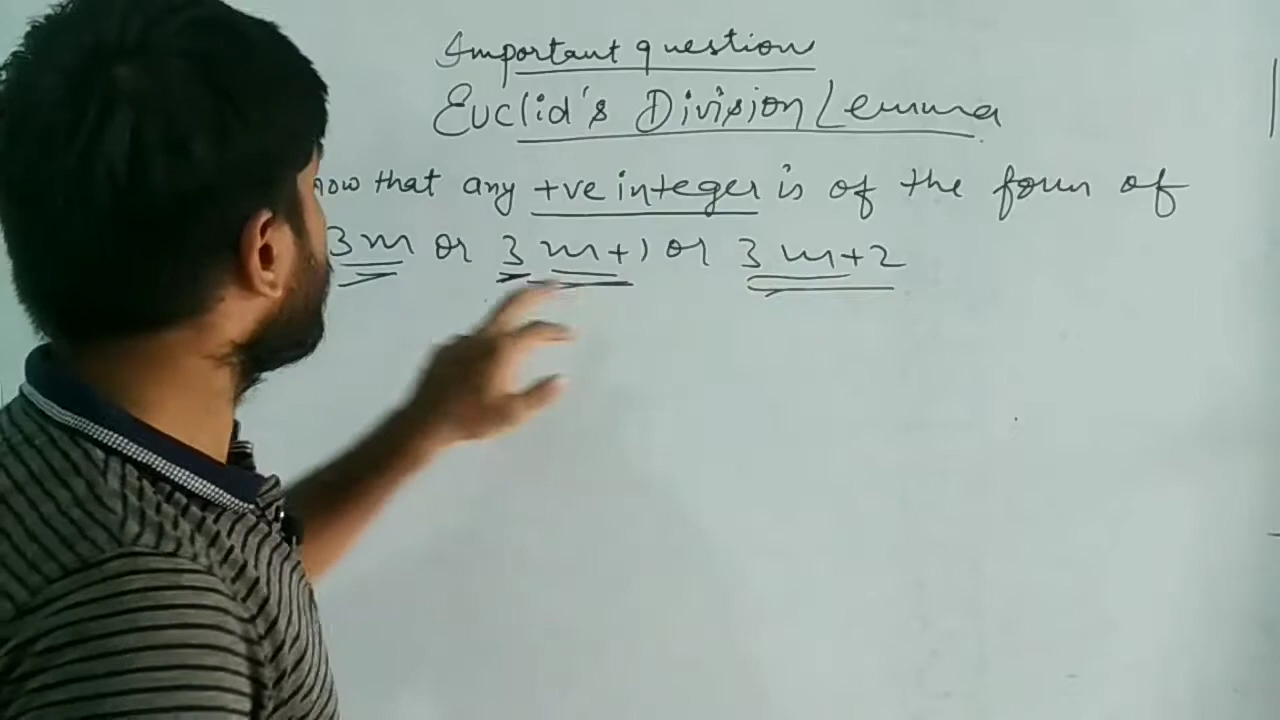 Important question
Euclid's Division Lemma
how that any +ve integer is of the form of
3m or 3m+1 or 3m+2